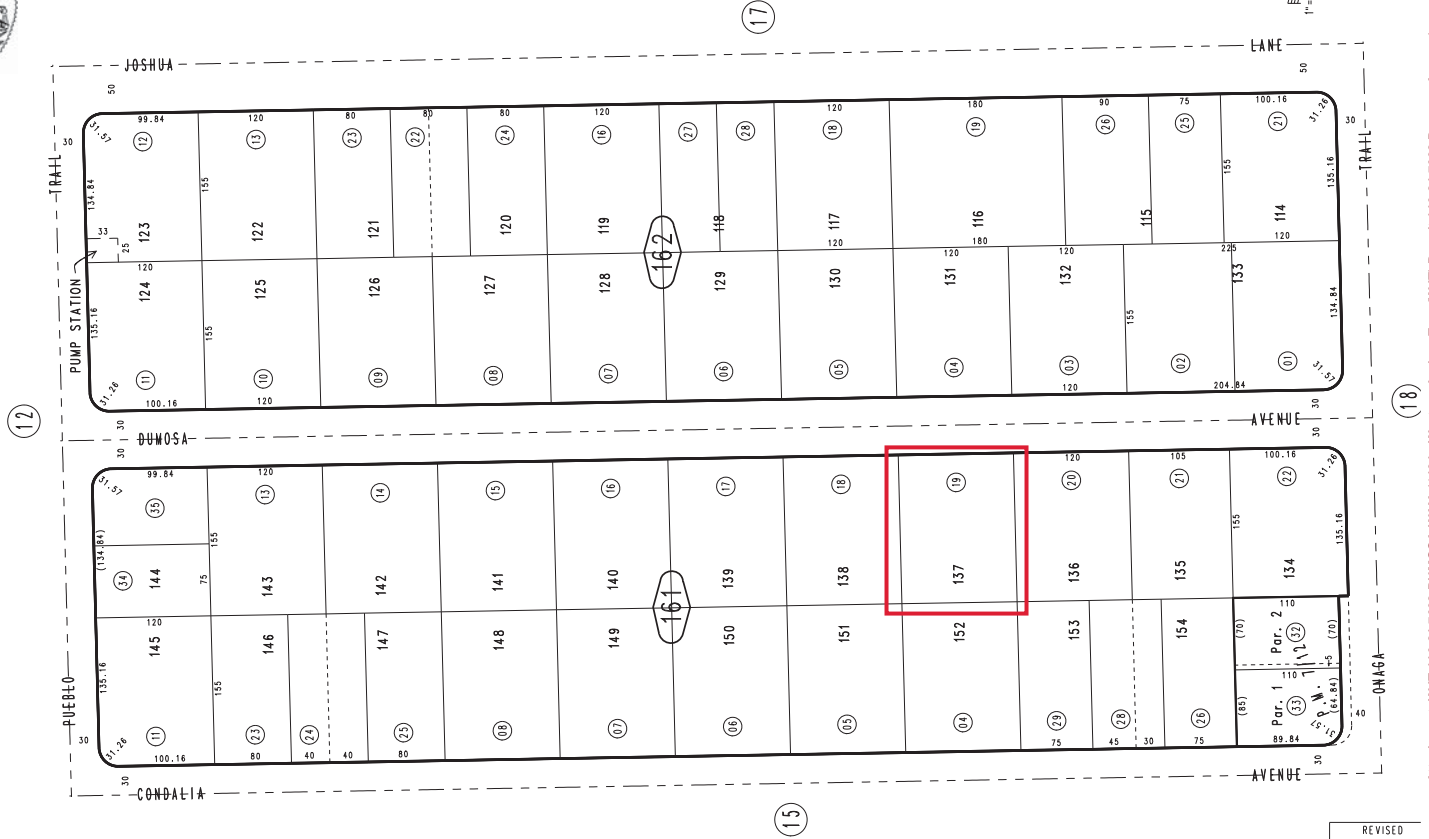 17
1"=
JOSHUA LANE
50 50
99.84 120 80 80 80 120 120 180 90 75 100.16
31.57 12 13 23 22 24 16 27 28 18 19 26 25 21 31.26
30 30
TRAIL TRAIL
134.84 155 155 135.16
33
25
123 122 121 120 119 118 117 116 115 114
162
120 180 225 120
PUMP STATION
120 120 120
124 125 126 127 128 129 130 131 132 133
135.16 155 155 134.84
11 10 09 08 07 06 05 04 03 02 01
31.26 31.57
100.16 120 120 204.84
12
18
30 30
DUMOSA AVENUE
30 30
99.84 120 120 105 100.16
31.57 35 13 14 15 16 17 18 19 20 21 22 31.26
(134.84) 155 155 135.16
34 75
144 143 142 141 140 139 138 137 136 135 134
161
120 110
145 146 147 148 149 150 151 152 153 154
(70) Par. 2 32 (70)
135.16 155
P.M. 7/12
5
110
(85) Par. 1 33 (64.84)
11 23 24 25 08 07 06 05 04 29 28 26
31.26 31.57
100.16 80 40 40 80 75 45 30 75 89.84
PUEBLO ONAGA
30 40
30 30
CONDALIA AVENUE
15
REVISED